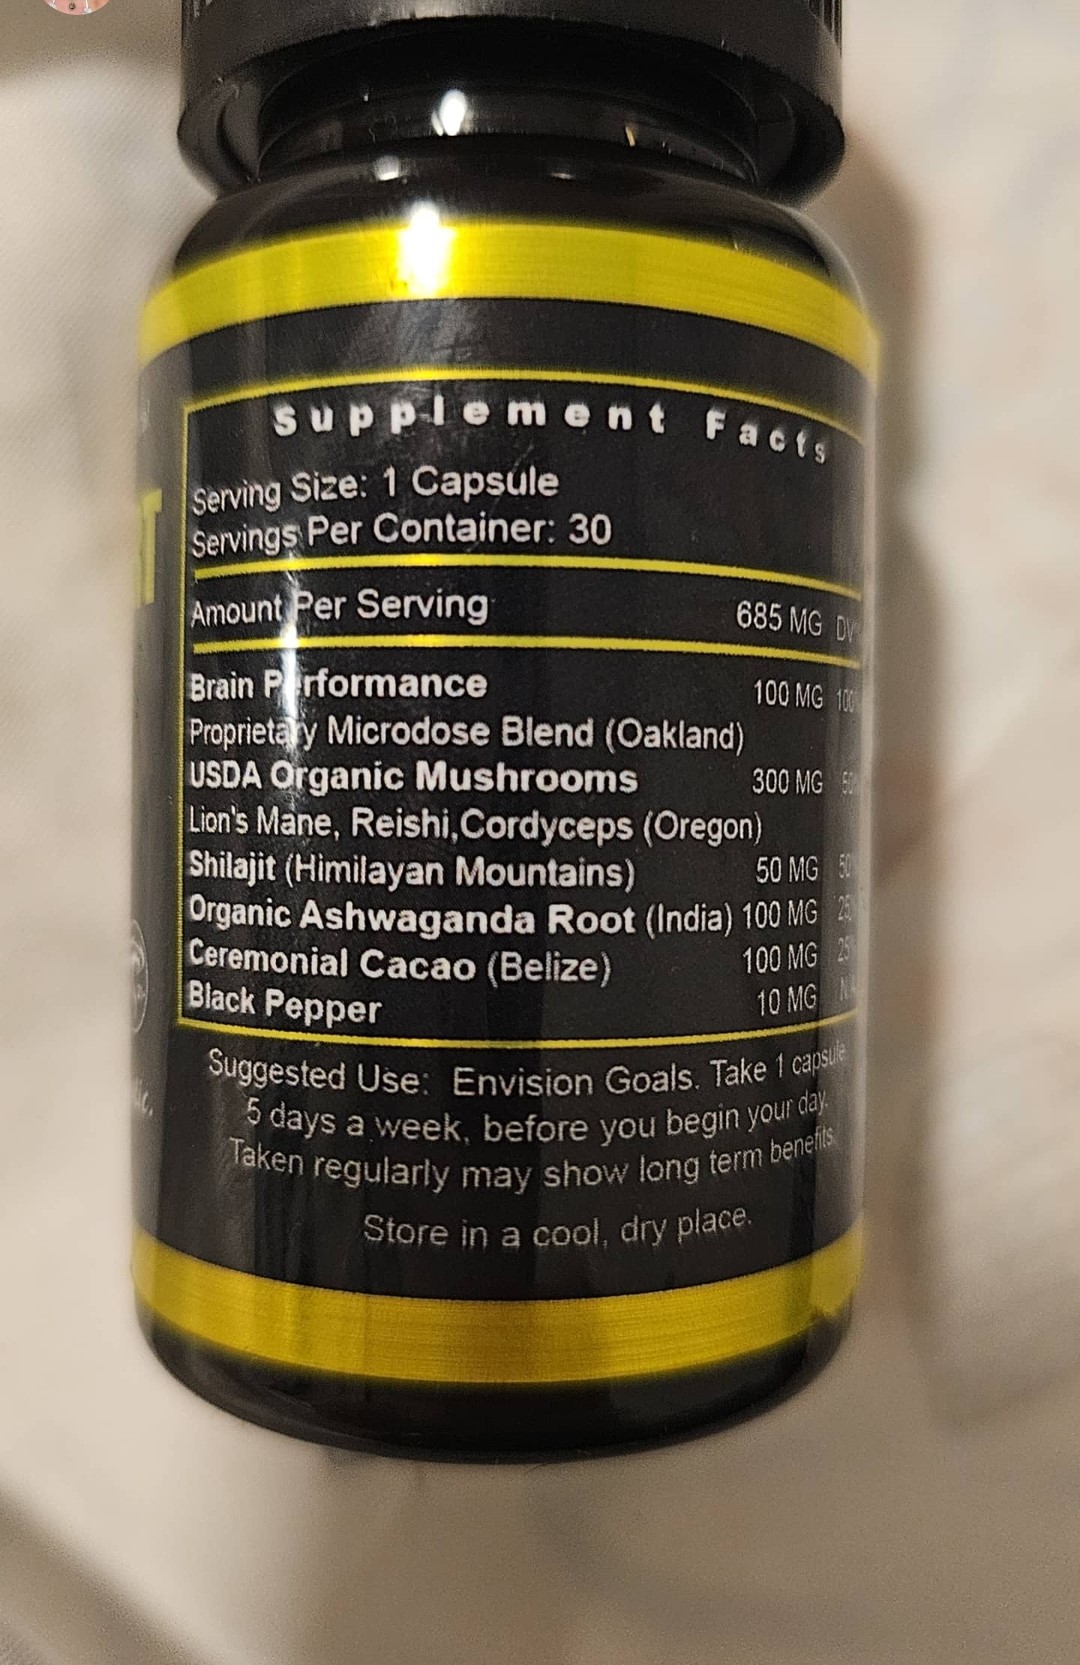 Supplement Facts
Serving Size: 1 Capsule
Servings Per Container: 30
Amount Per Serving 685 MG
Brain Performance 100 MG
Proprietary Microdose Blend (Oakland)
USDA Organic Mushrooms 300 MG
Lion's Mane, Reishi,Cordyceps (Oregon)
Shilajit (Himilayan Mountains) 50 MG
Organic Ashwaganda Root (India) 100 MG
Ceremonial Cacao (Belize) 100 MG
Black Pepper 10 MG
Suggested Use: Envision Goals. Take 1 capsule
5 days a week, before you begin your day.
Taken regularly may show long term benefits.
Store in a cool, dry place.